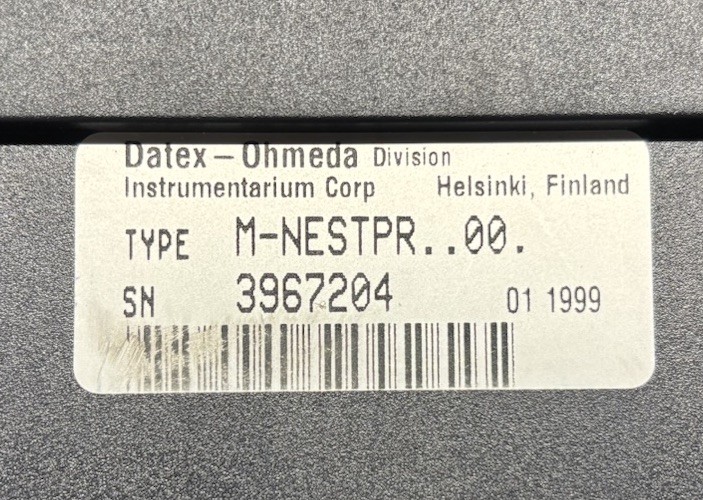 Datex-Ohmeda Division
Instrumentarium Corp Helsinki, Finland
TYPE M-NESTPR..00.
SN 3967204 01 1999